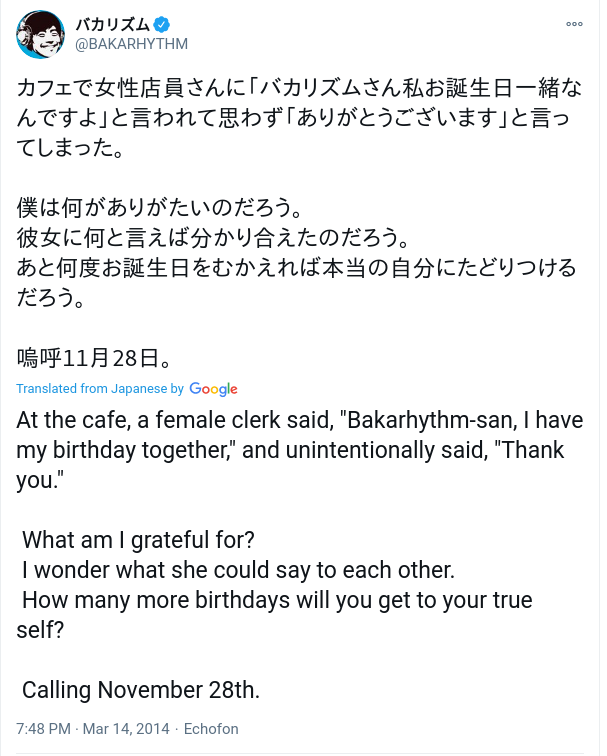 バカリズム
@BAKARHYTHM
カフェで女性店員さんに「バカリズムさん私お誕生日一緒な
んですよ」と言われて思わず「ありがとうございます」と言っ
てしまった。
僕は何がありがたいのだろう。
彼女に何と言えば分かり合えたのだろう。
あと何度お誕生日をむかえれば本当の自分にたどりつける
だろう。
嗚呼11月28日。
Translated from Japanese by Google
At the cafe, a female clerk said, "Bakarhythm-san, I have
my birthday together," and unintentionally said, "Thank
you."
What am I grateful for?
I wonder what she could say to each other.
How many more birthdays will you get to your true
self?
Calling November 28th.
7:48 PM · Mar 14, 2014 · Echofon